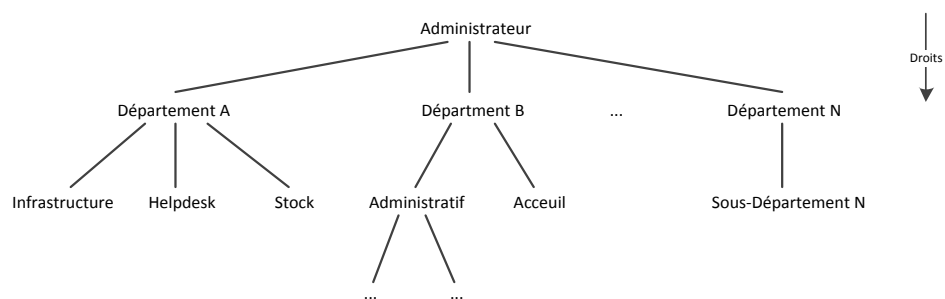 Administrateur
Droits
Département A
Départment B
...
Département N
Infrastructure
Helpdesk
Stock
Administratif
Acceuil
Sous-Département N
...
...